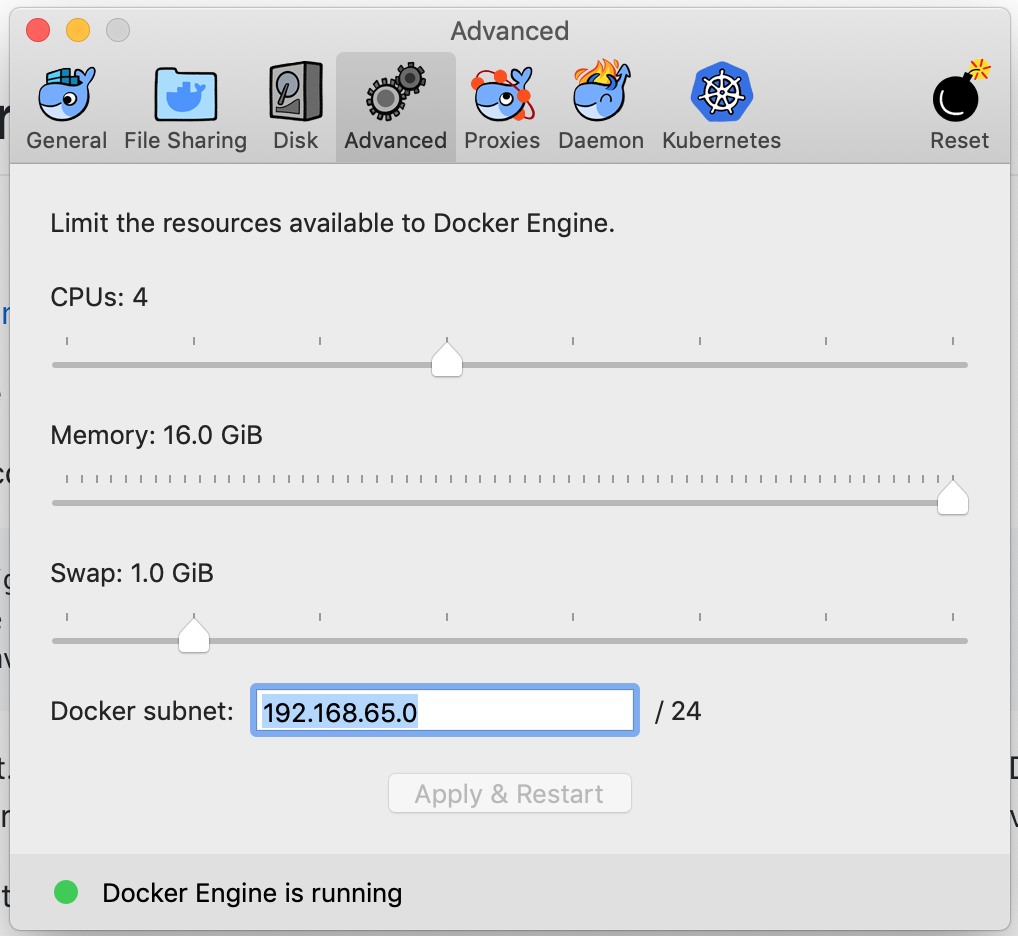 Advanced
General File Sharing Disk Advanced Proxies Daemon Kubernetes Reset
Limit the resources available to Docker Engine.
CPUs: 4
Memory: 16.0 GiB
Swap: 1.0 GiB
Docker subnet: 192.168.65.0 / 24
Apply & Restart
Docker Engine is running